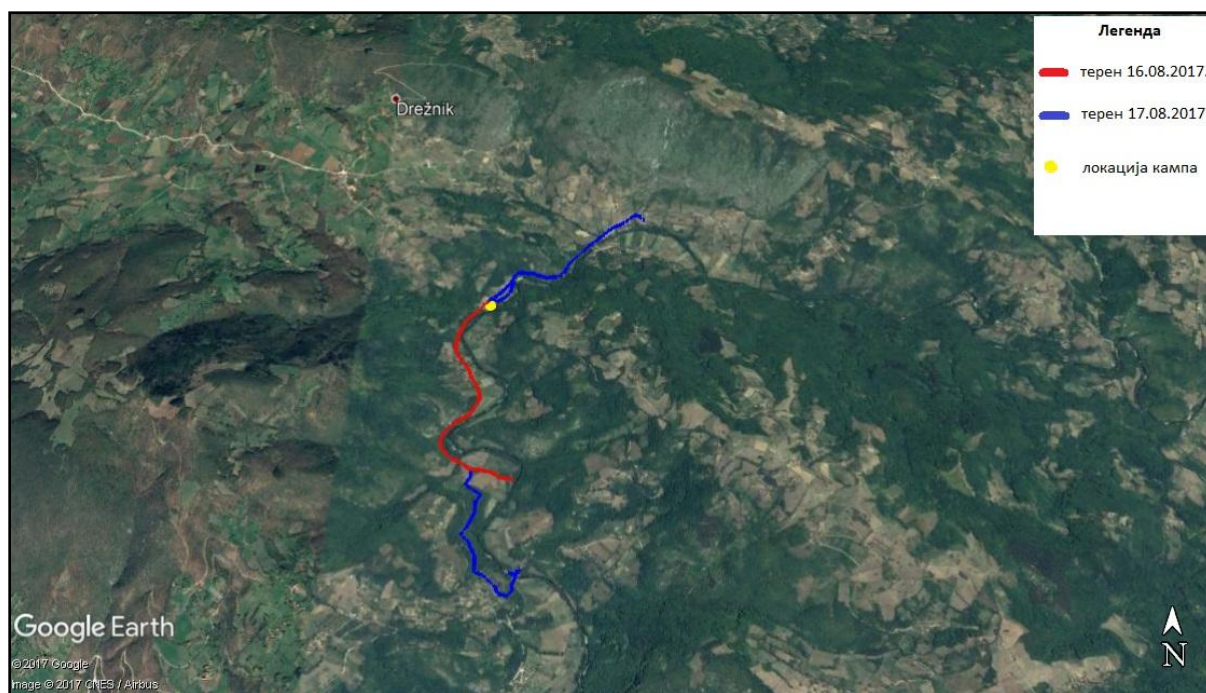 Легенда
терен 16.08.2017.
терен 17.08.2017
локација кампа
Drežnik
Google Earth
©2017 Google
Image © 2017 CNES / Airbus
N